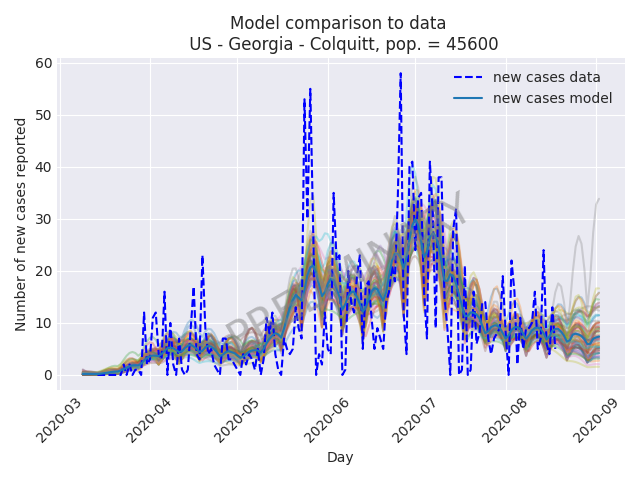 Model comparison to data
US - Georgia - Colquitt, pop. = 45600
new cases data
new cases model
Number of new cases reported
60
50
40
30
20
10
0
PRELIMINARY
2020-03
2020-04
2020-05
2020-06
2020-07
2020-08
2020-09
Day